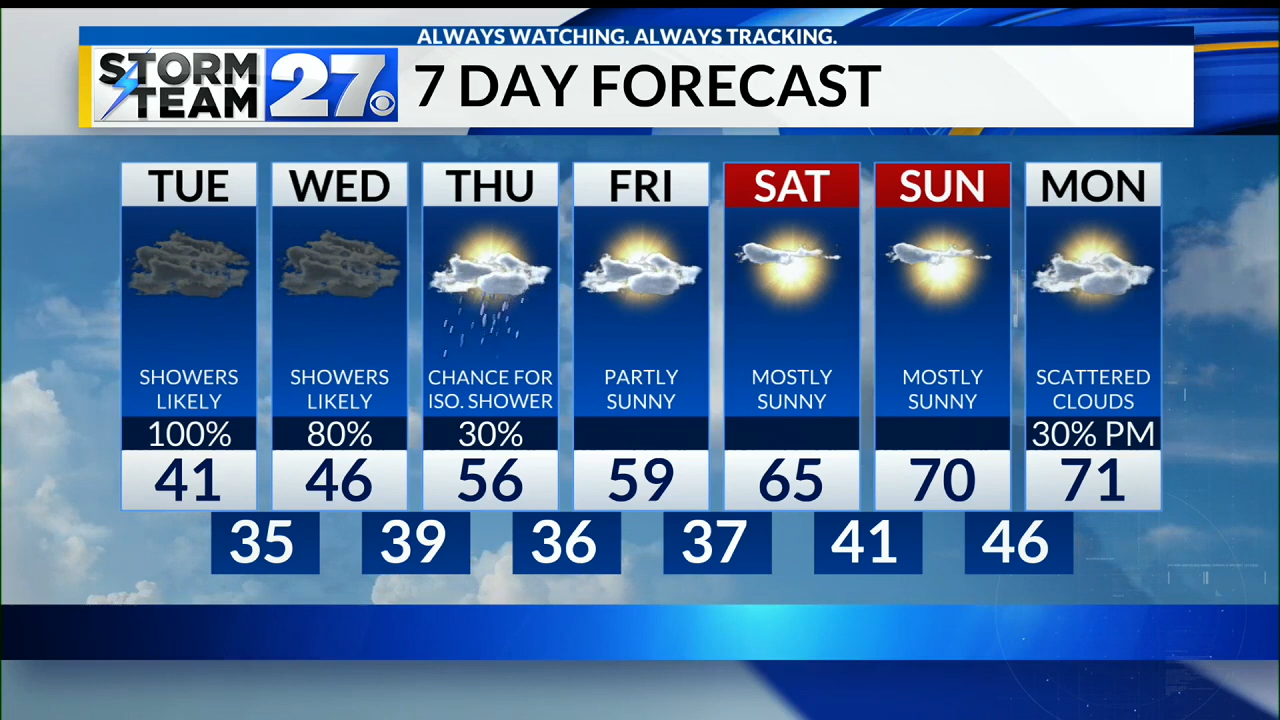 ALWAYS WATCHING. ALWAYS TRACKING.
STORM
TEAM
27
7 DAY FORECAST
TUE WED THU FRI SAT SUN MON
SHOWERS SHOWERS CHANCE FOR PARTLY MOSTLY MOSTLY SCATTERED
LIKELY LIKELY ISO. SHOWER SUNNY SUNNY SUNNY CLOUDS
100% 80% 30% 30% PM
41 46 56 59 65 70 71
35 39 36 37 41 46